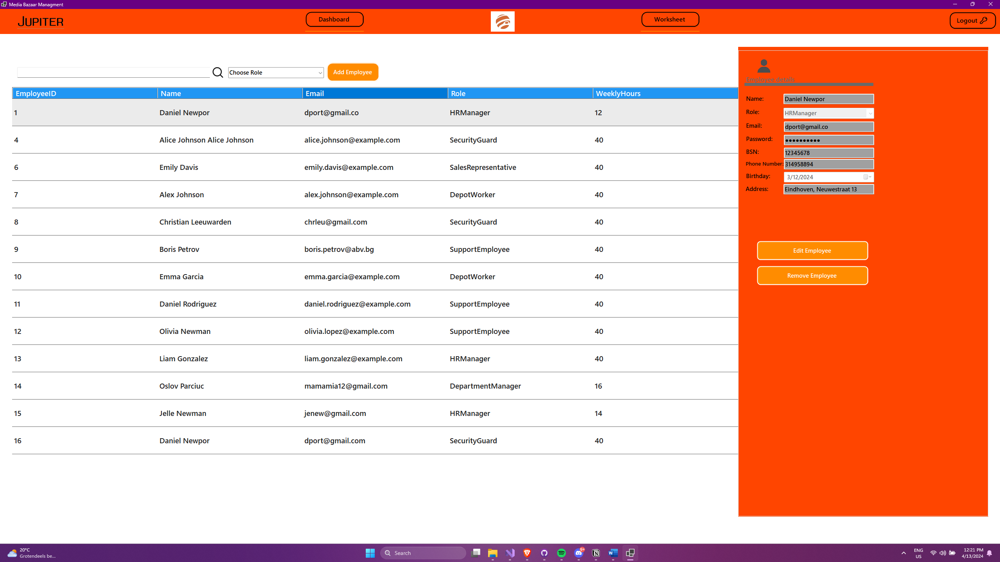 Media Bazaar Managment
JUPITER
Dashboard
Worksheet
Logout
Choose Role
Add Employee
EmployeeID Name Email Role WeeklyHours
1 Daniel Newpor dport@gmail.co HRManager 12
4 Alice Johnson Alice Johnson alice.johnson@example.com SecurityGuard 40
6 Emily Davis emily.davis@example.com SalesRepresentative 40
7 Alex Johnson alex.johnson@example.com DepotWorker 40
8 Christian Leeuwarden chrleu@gmail.com SecurityGuard 40
9 Boris Petrov boris.petrov@abv.bg SupportEmployee 40
10 Emma Garcia emma.garcia@example.com DepotWorker 40
11 Daniel Rodriguez daniel.rodriguez@example.com SupportEmployee 40
12 Olivia Newman olivia.lopez@example.com SupportEmployee 40
13 Liam Gonzalez liam.gonzalez@example.com HRManager 40
14 Oslov Parciuc mamamia12@gmail.com DepartmentManager 16
15 Jelle Newman jenew@gmail.com HRManager 14
16 Daniel Newpor dport@gmail.com SecurityGuard 40
Employee details
Name: Daniel Newpor
Role: HRManager
Email: dport@gmail.co
Password: ●●●●●●●●●●
BSN: 12345678
Phone Number: 314958894
Birthday: 3/12/2024
Address: Eindhoven, Neuwestraat 13
Edit Employee
Remove Employee
20°C
Grotendeels be...
Search
9+
ENG
US
12:21 PM
4/13/2024